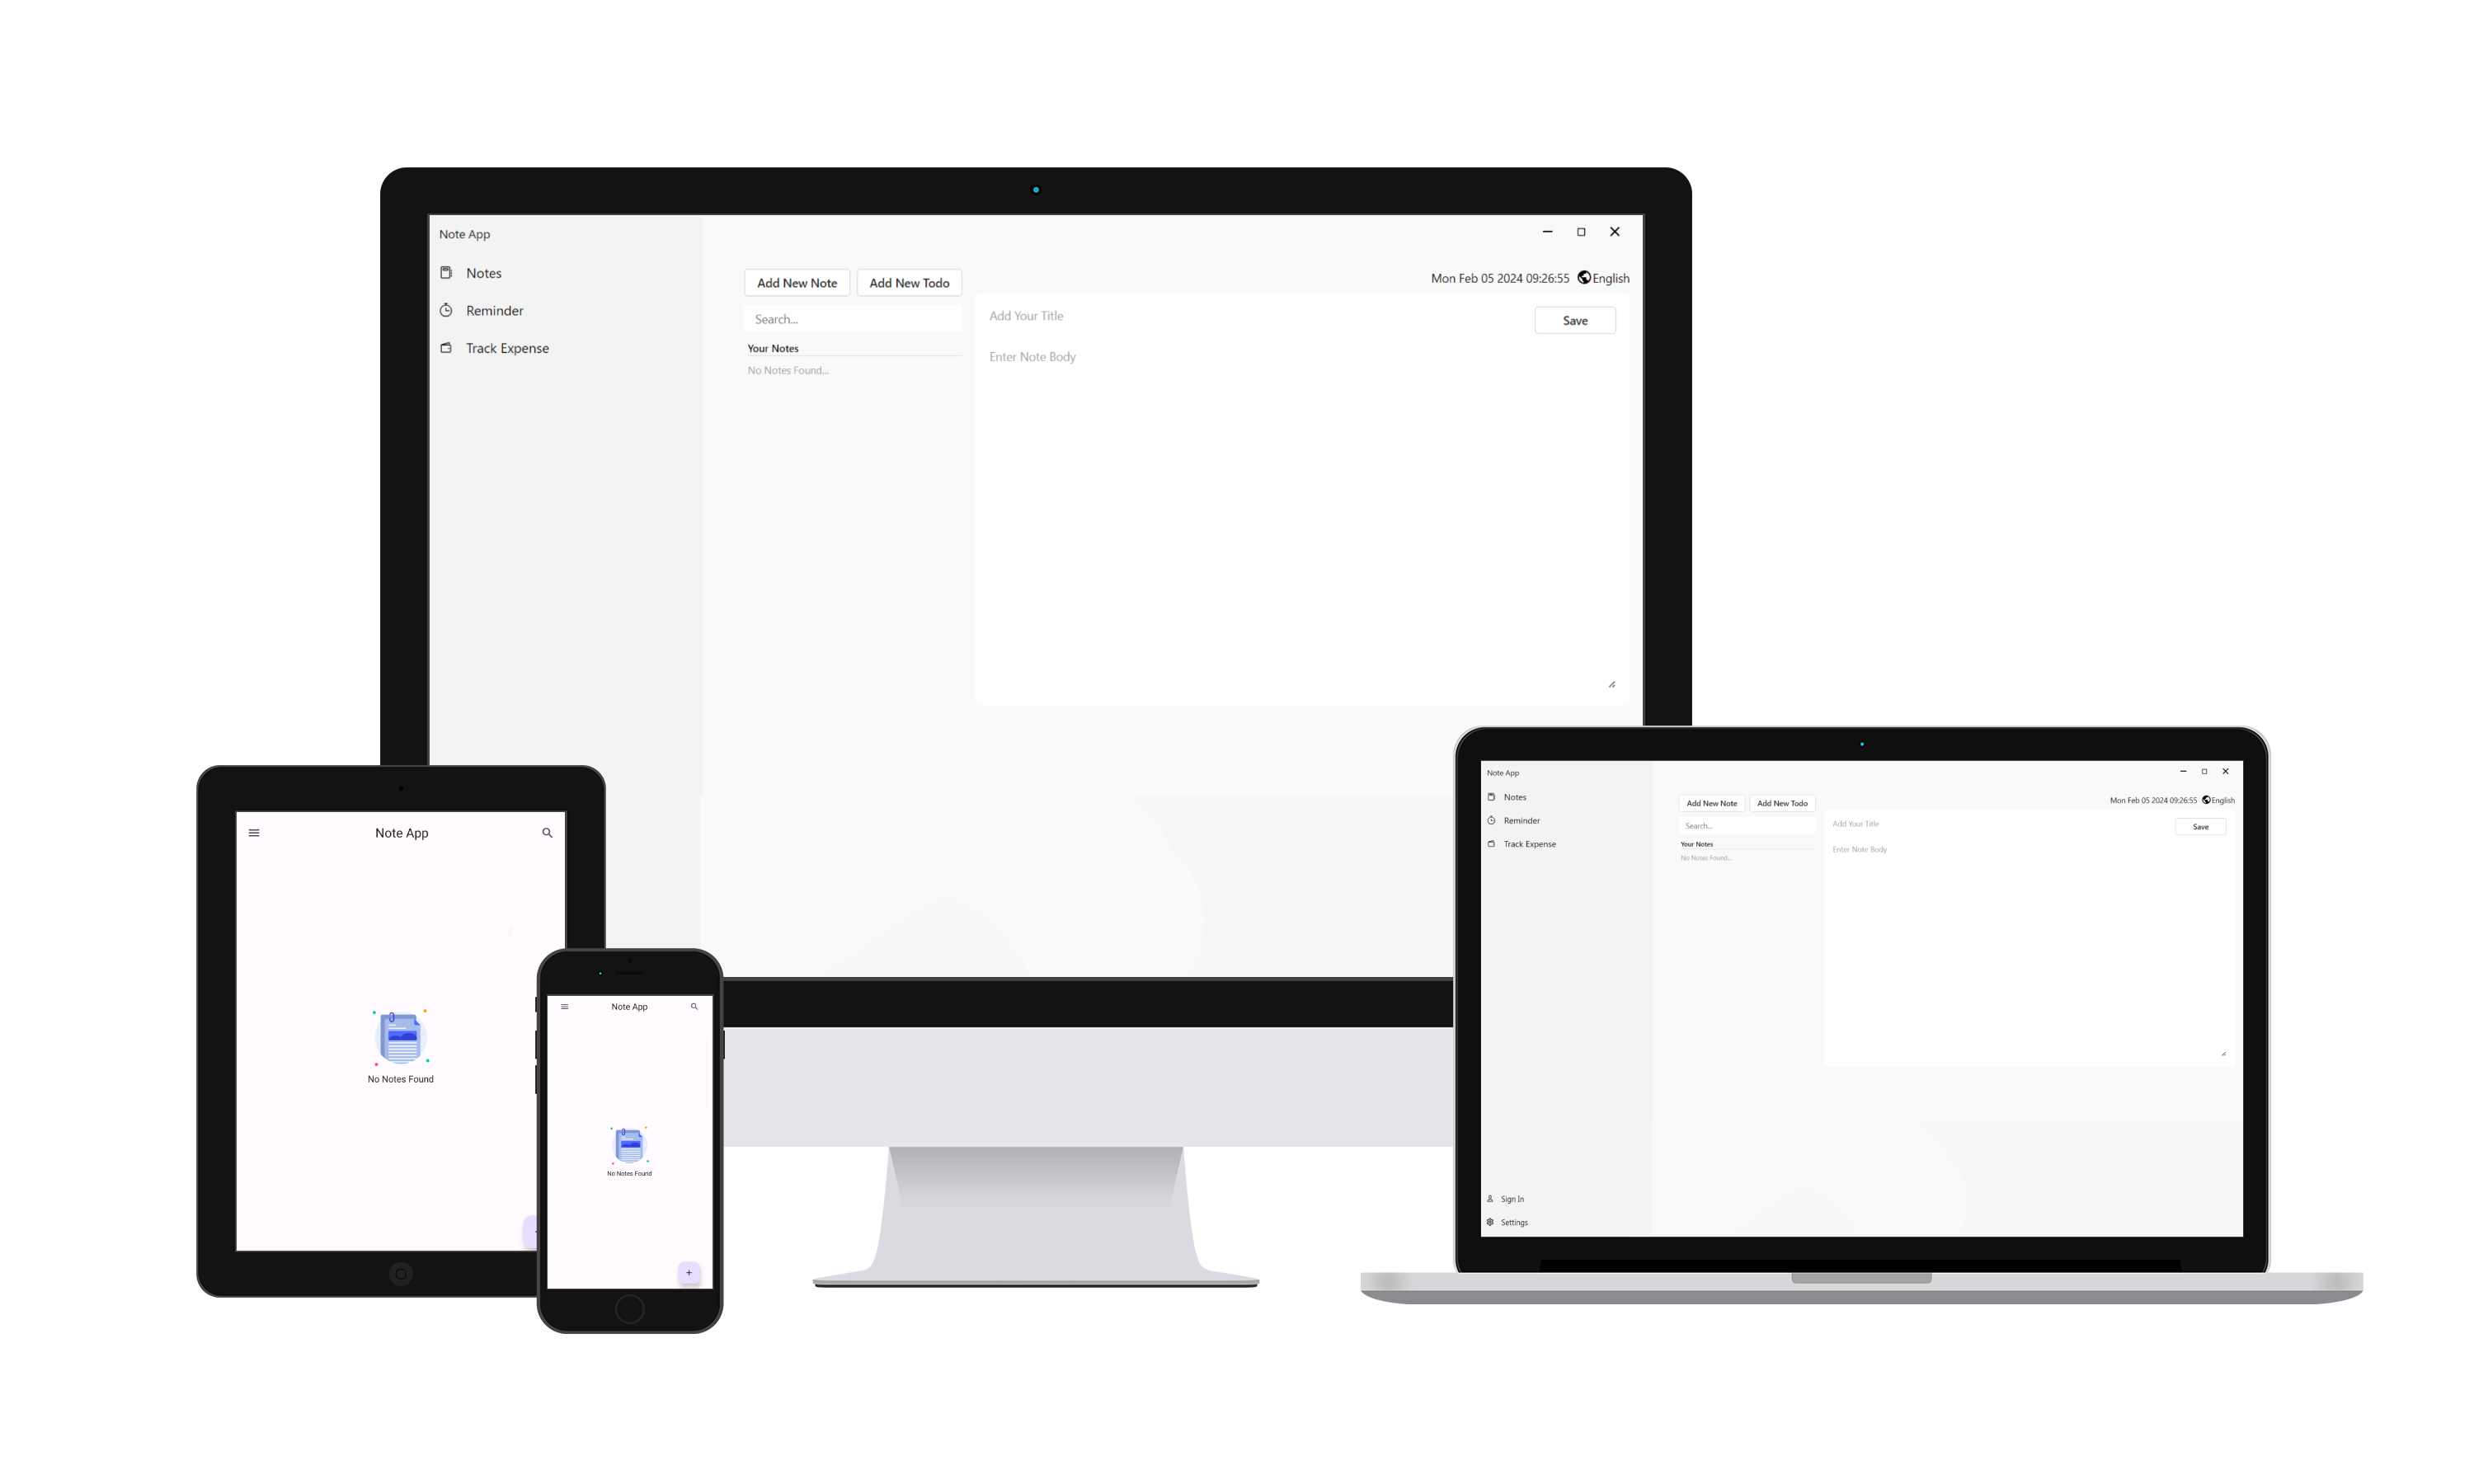 Note App
Notes
Reminder
Track Expense
Add New Note Add New Todo
Search...
Your Notes
No Notes Found...
Mon Feb 05 2024 09:26:55 English
Add Your Title
Save
Enter Note Body
Note App
No Notes Found
Note App
No Notes Found
+
Note App
Notes
Reminder
Track Expense
Sign In
Settings
Add New Note Add New Todo
Search...
Your Notes
No Notes Found...
Mon Feb 05 2024 09:26:55 English
Add Your Title
Save
Enter Note Body